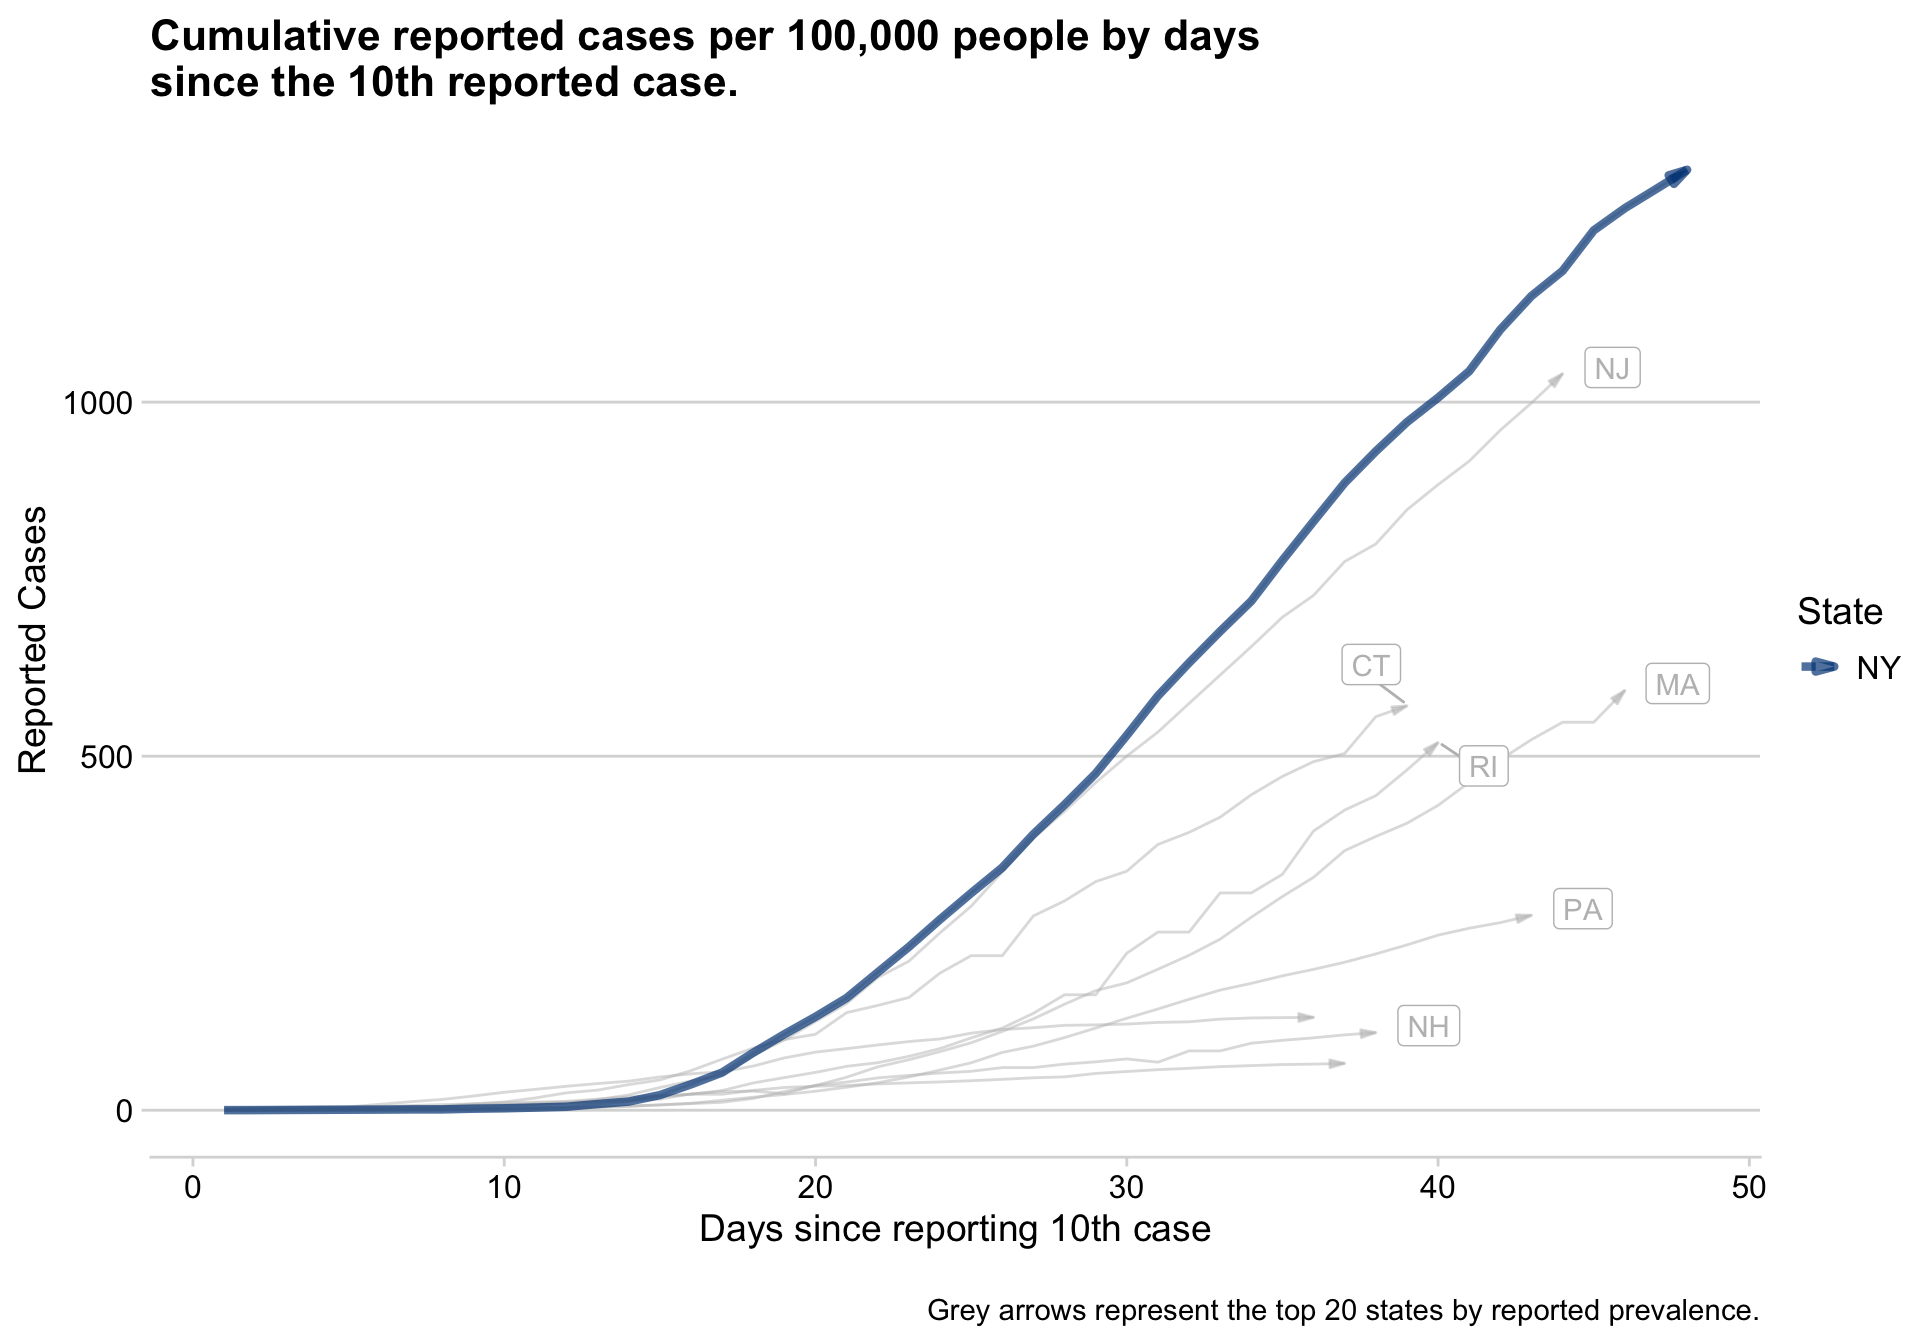 Cumulative reported cases per 100,000 people by days
since the 10th reported case.
Reported Cases
1000
500
0
NJ
CT
MA
RI
PA
NH
State
NY
0 10 20 30 40 50
Days since reporting 10th case
Grey arrows represent the top 20 states by reported prevalence.